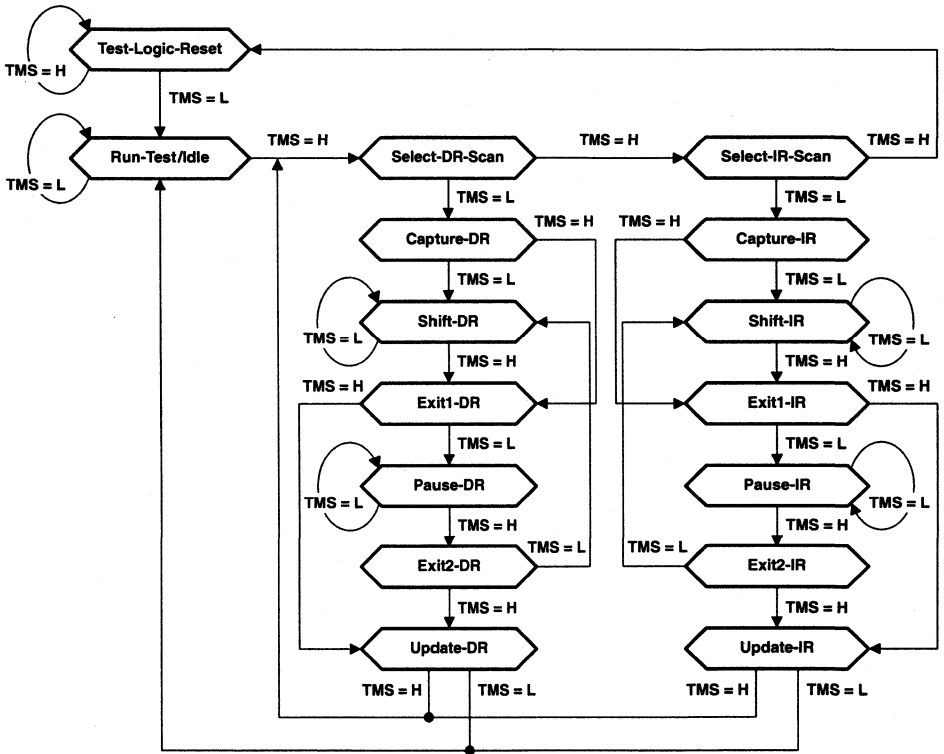 Test-Logic-Reset
TMS = H
TMS = L
TMS = H
TMS = H
TMS = H
Run-Test/Idle
Select-DR-Scan
Select-IR-Scan
TMS = L
TMS = L
TMS = L
TMS = H
TMS = H
Capture-DR
Capture-IR
TMS = L
TMS = L
Shift-DR
Shift-IR
TMS = L
TMS = L
TMS = H
TMS = H
TMS = H
TMS = H
Exit1-DR
Exit1-IR
TMS = L
TMS = L
Pause-DR
Pause-IR
TMS = L
TMS = L
TMS = H
TMS = H
TMS = L
TMS = L
Exit2-DR
Exit2-IR
TMS = H
TMS = H
Update-DR
Update-IR
TMS = H
TMS = L
TMS = H
TMS = L